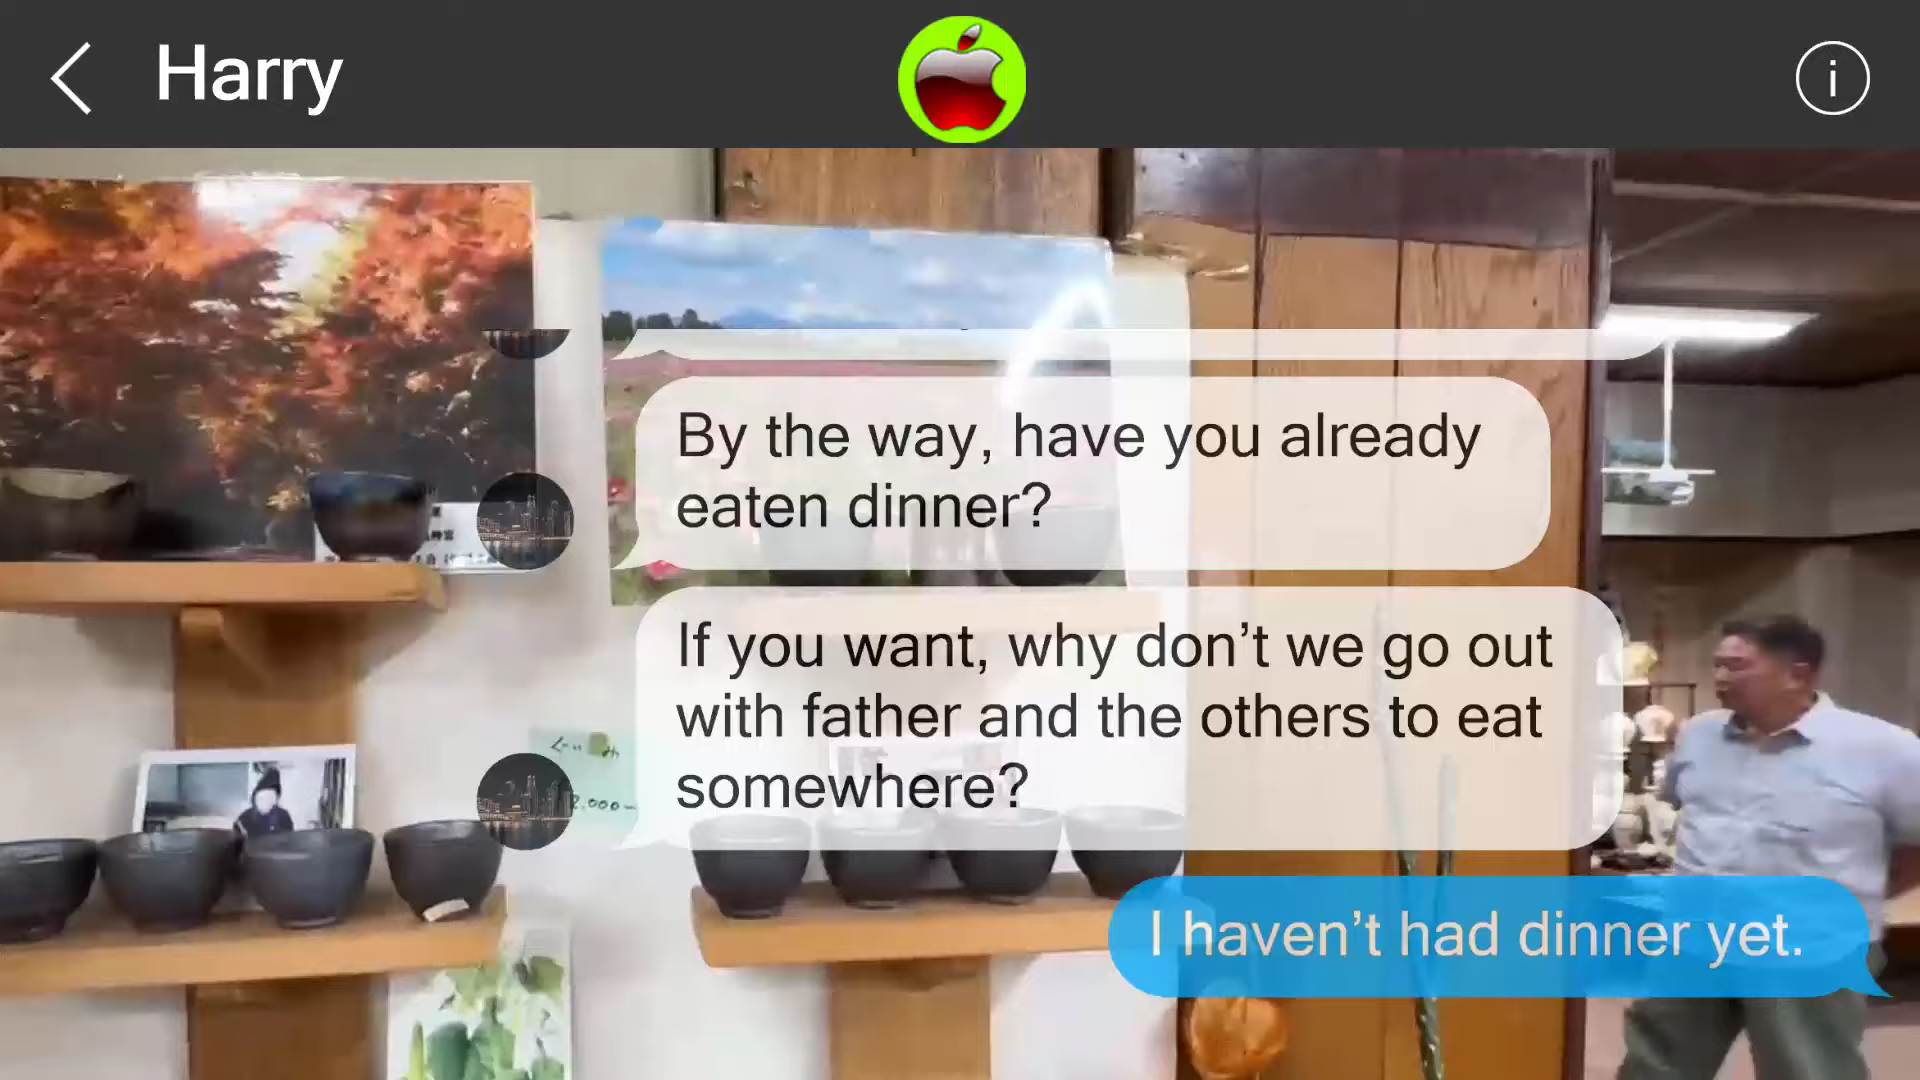 Harry
By the way, have you already
eaten dinner?
If you want, why don’t we go out
with father and the others to eat
somewhere?
I haven’t had dinner yet.